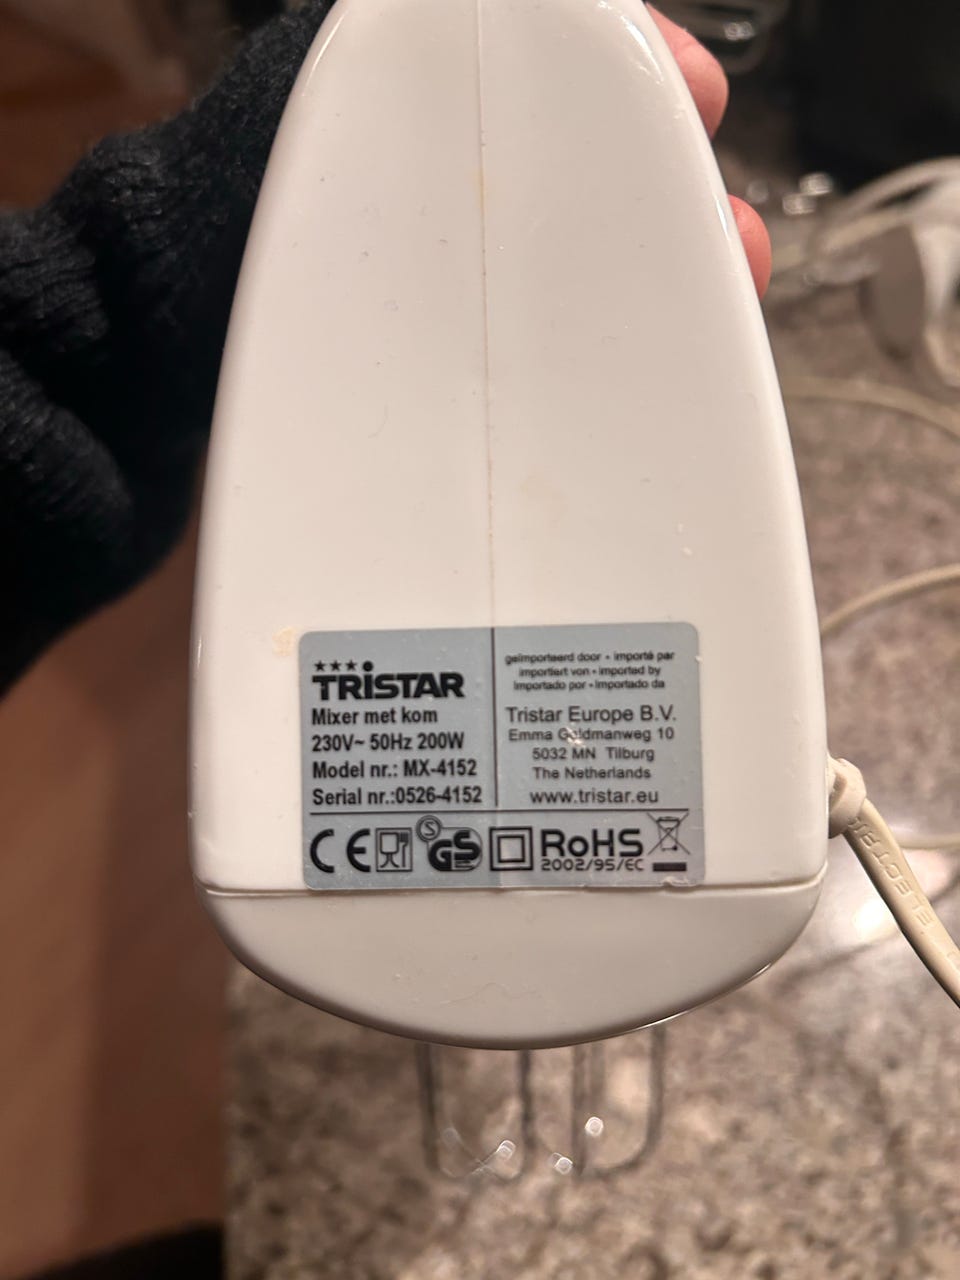 TRISTAR
Mixer met kom
230V~ 50Hz 200W
Model nr.: MX-4152
Serial nr.:0526-4152
geïmporteerd door • importé par
importiert von • imported by
importado por • importado da
Tristar Europe B.V.
Emma Goldmanweg 10
5032 MN Tilburg
The Netherlands
www.tristar.eu
CE
S
GS
RoHS
2002/95/EC